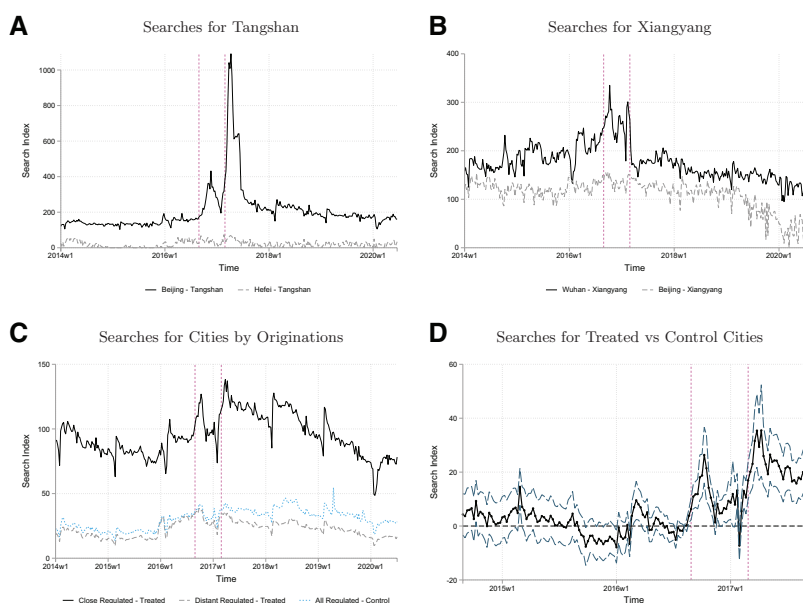 A
Searches for Tangshan
Search Index
1000
800
600
400
200
0
2014w1
2016w1
2018w1
2020w1
Time
Beijing - Tangshan
Hefei - Tangshan
B
Searches for Xiangyang
Search Index
400
300
200
100
0
2014w1
2016w1
2018w1
2020w1
Time
Wuhan - Xiangyang
Beijing - Xiangyang
C
Searches for Cities by Originations
Search Index
150
100
50
0
2014w1
2015w1
2016w1
2017w1
2018w1
2019w1
2020w1
Time
Close Regulated - Treated
Distant Regulated - Treated
All Regulated - Control
D
Searches for Treated vs Control Cities
Search Index
60
40
20
0
-20
2015w1
2016w1
2017w1
Time